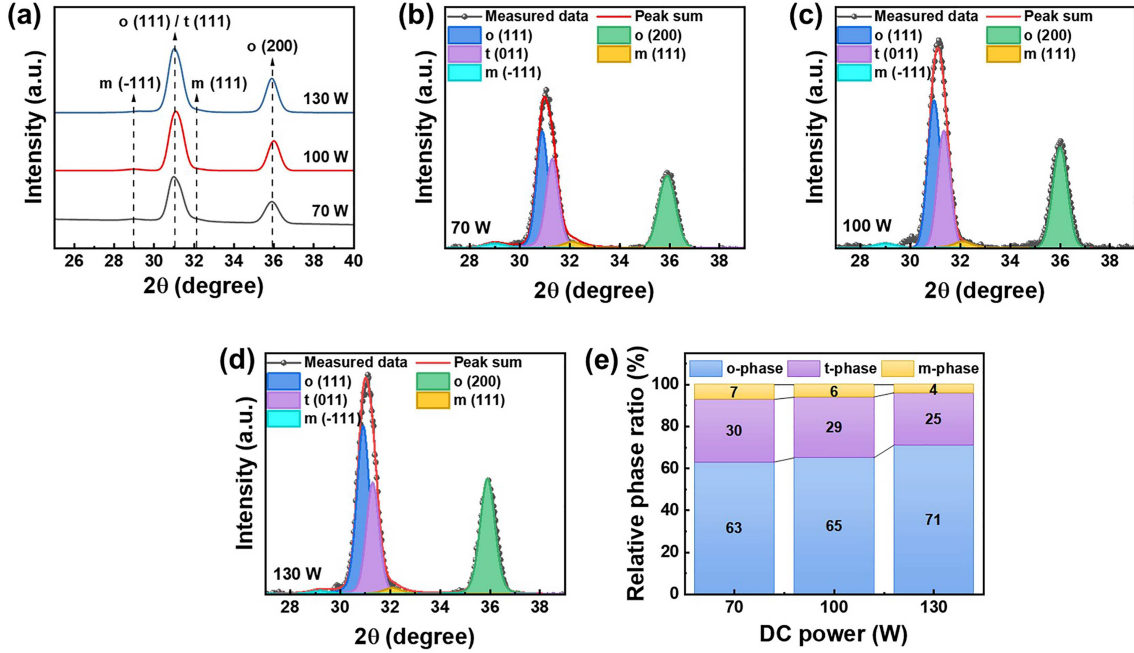 (a)
o (111) / t (111)
o (200)
m (-111)
m (111)
130 W
100 W
70 W
Intensity (a.u.)
26 28 30 32 34 36 38 40
2θ (degree)
(b)
Measured data
Peak sum
o (111)
o (200)
t (011)
m (111)
m (-111)
70 W
Intensity (a.u.)
28 30 32 34 36 38
2θ (degree)
(c)
Measured data
Peak sum
o (111)
o (200)
t (011)
m (111)
m (-111)
100 W
Intensity (a.u.)
28 30 32 34 36 38
2θ (degree)
(d)
Measured data
Peak sum
o (111)
o (200)
t (011)
m (111)
m (-111)
130 W
Intensity (a.u.)
28 30 32 34 36 38
2θ (degree)
(e)
o-phase
t-phase
m-phase
Relative phase ratio (%)
100
80
60
40
20
0
7 6 4
30 29 25
63 65 71
70 100 130
DC power (W)